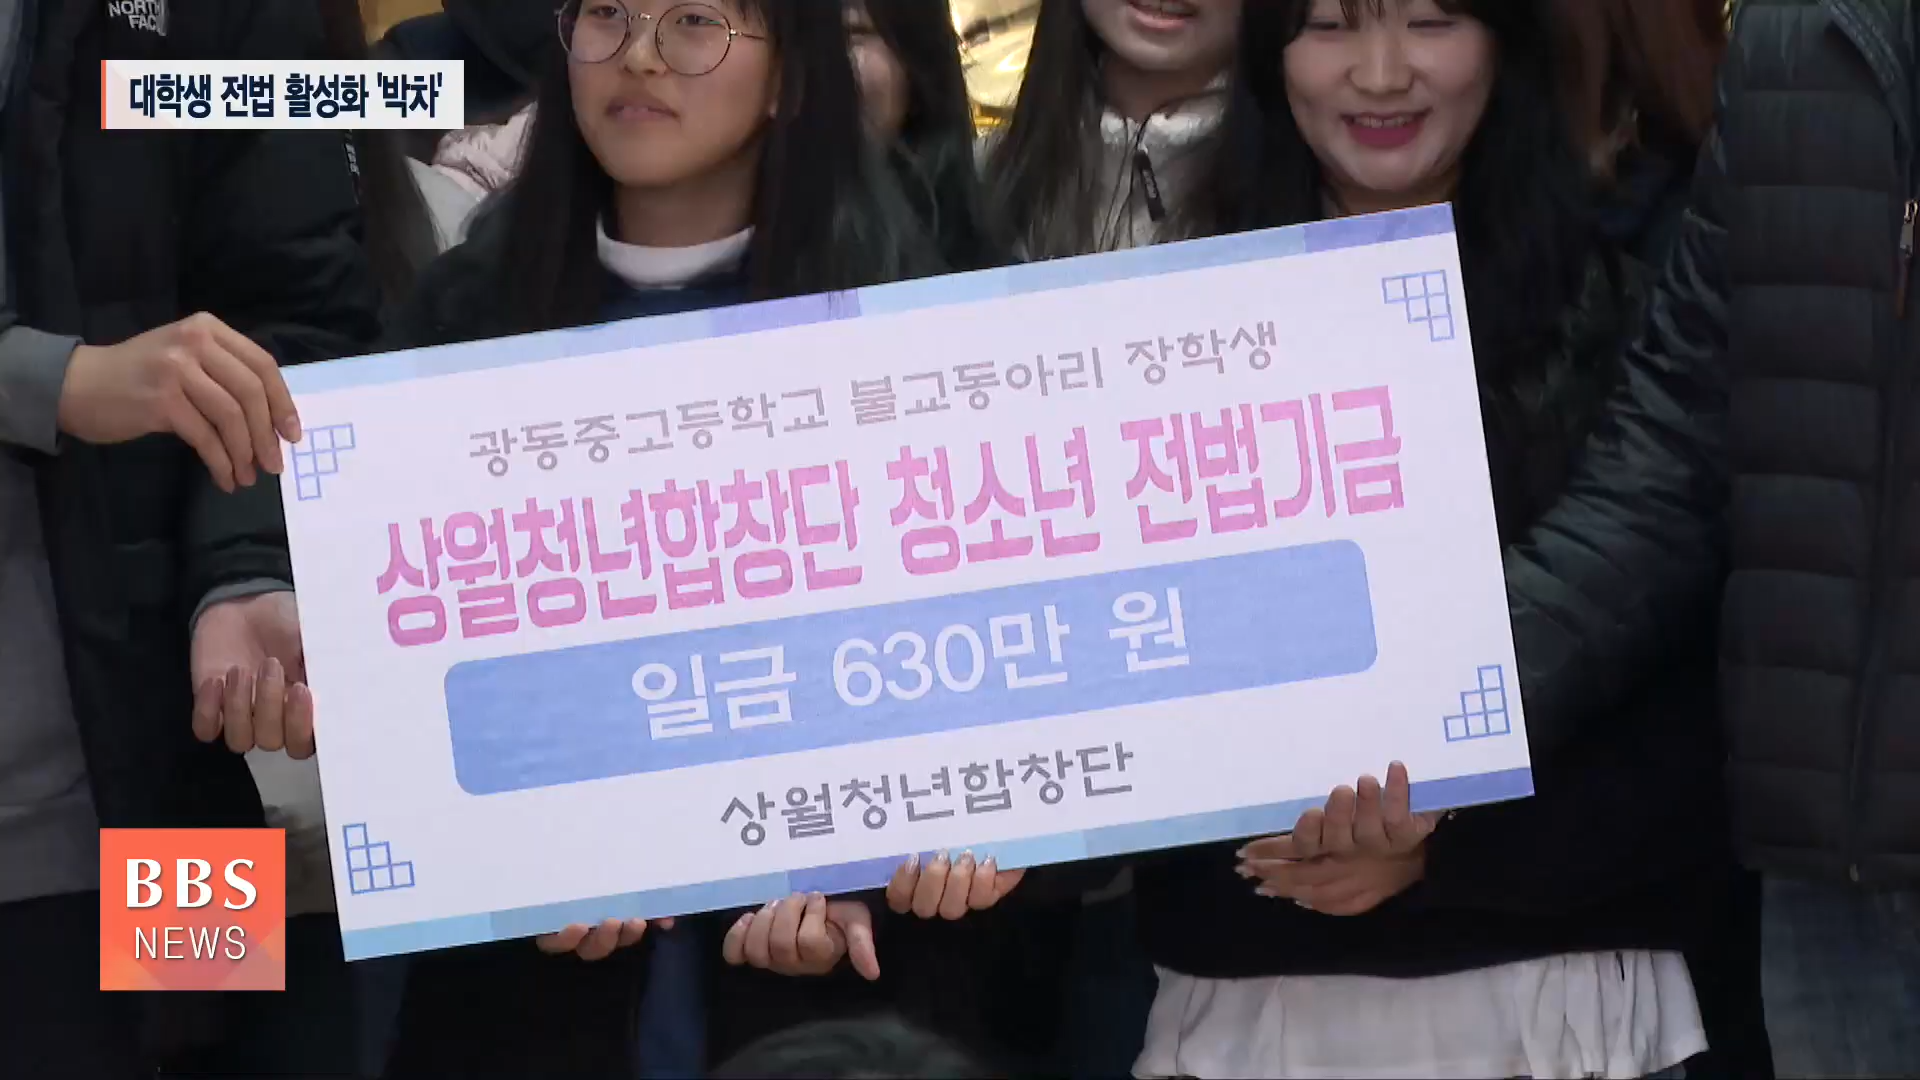 NORTH
FACE
대학생 전법 활성화 '박차'
광동중고등학교 불교동아리 장학생
상월청년합창단 청소년 전법기금
일금 630만 원
상월청년합창단
BBS
NEWS